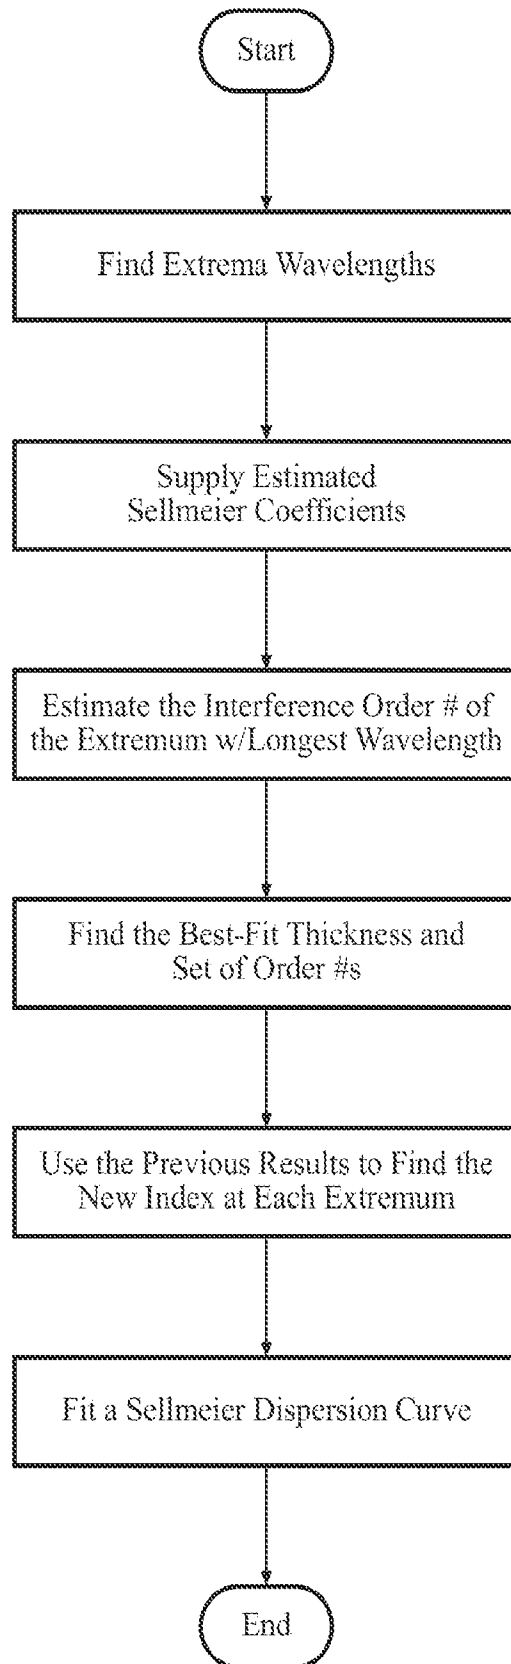 Start
Find Extrema Wavelengths
Supply Estimated
Sellmeier Coefficients
Estimate the Interference Order # of
the Extremum w/Longest Wavelength
Find the Best-Fit Thickness and
Set of Order #s
Use the Previous Results to Find the
New Index at Each Extremum
Fit a Sellmeier Dispersion Curve
End